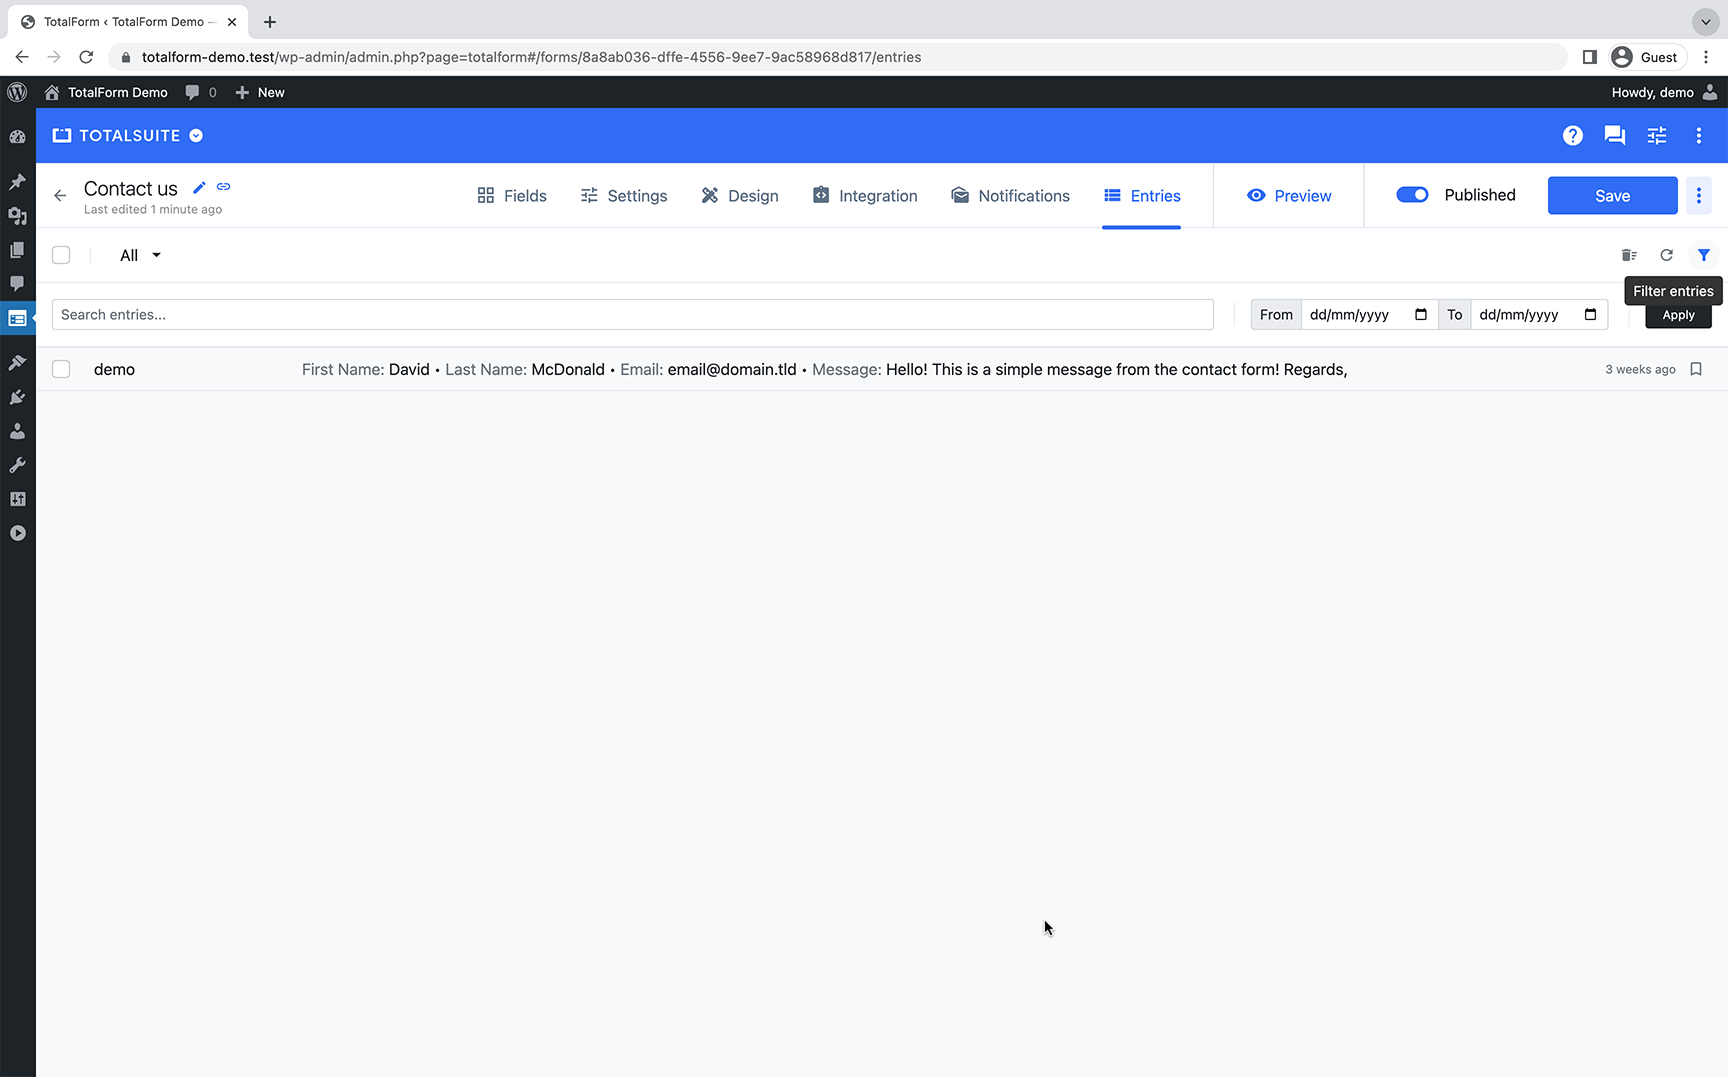 TotalForm ‹ TotalForm Demo —
totalform-demo.test/wp-admin/admin.php?page=totalform#/forms/8a8ab036-dffe-4556-9ee7-9ac58968d817/entries
Guest
TotalForm Demo 0 New
Howdy, demo
TOTALSUITE
Contact us
Last edited 1 minute ago
Fields Settings Design Integration Notifications Entries Preview Published Save
All
Filter entries
Search entries...
From dd/mm/yyyy To dd/mm/yyyy Apply
demo First Name: David • Last Name: McDonald • Email: email@domain.tld • Message: Hello! This is a simple message from the contact form! Regards, 3 weeks ago